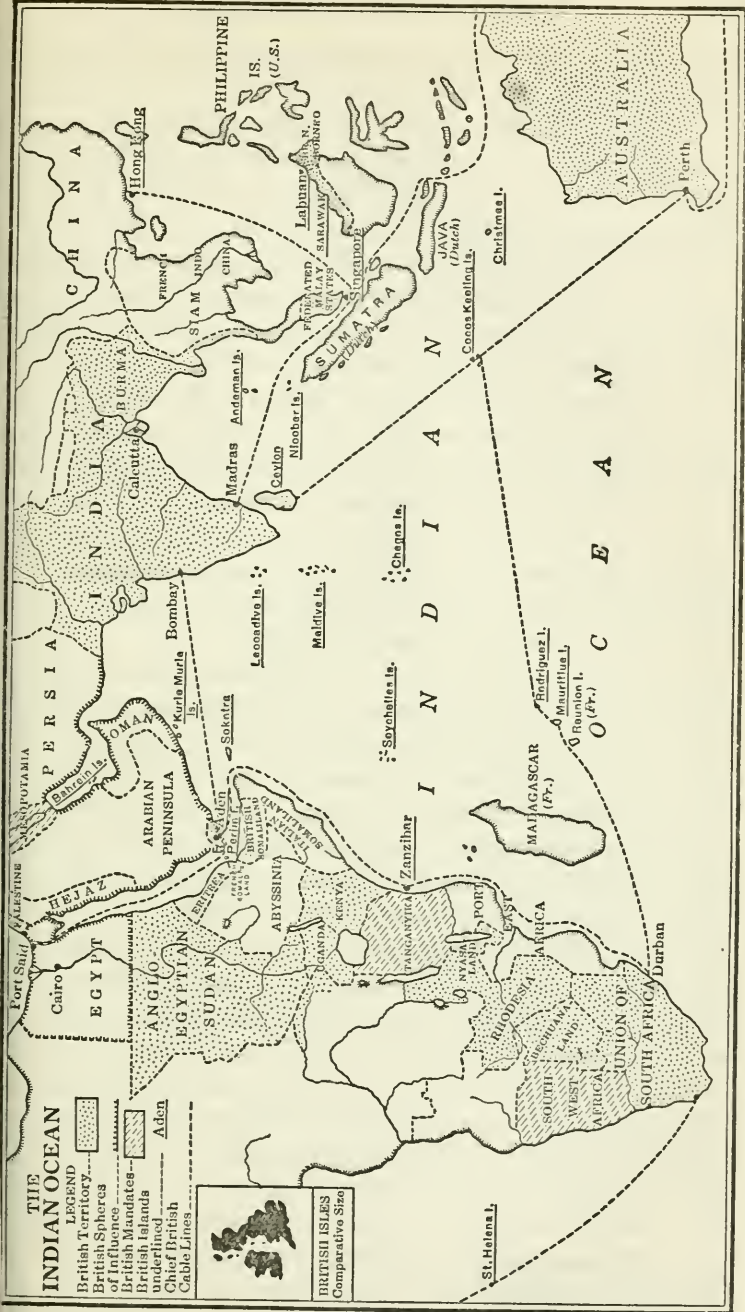 THE
INDIAN OCEAN
LEGEND
British Territory
British Spheres
of Influence
British Mandates
British Islands
underlined Aden
Chief British
Cable Lines
BRITISH ISLES
Comparative Size
St. Helena I.
Port Said
PALESTINE
MESOPOTAMIA
Cairo
EGYPT
HEJAZ
ANGLO
EGYPTIAN
SUDAN
ERITREA
ABYSSINIA
Aden
Perim I.
BRITISH
SOMALILAND
ITALIAN
SOMALILAND
UGANDA
KENYA
TANGANYIKA
Zanzibar
NYASA
LAND
PORT.
EAST
AFRICA
RHODESIA
BECHUANA
LAND
SOUTH
WEST
AFRICA
UNION OF
SOUTH AFRICA
Durban
MADAGASCAR
(Fr.)
Bahrein Is.
PERSIA
OMAN
ARABIAN
PENINSULA
Kuria Muria
Is.
Sokotra
INDIA
Bombay
Calcutta
Madras
BURMA
Ceylon
Laccadive Is.
Maldive Is.
Chagos Is.
Seychelles Is.
Rodriguez I.
Mauritius I.
Reunion I.
(Fr.)
INDIAN
OCEAN
Andaman Is.
Nicobar Is.
CHINA
Hong Kong
FRENCH
INDO
CHINA
SIAM
FEDERATED
MALAY
STATES
Singapore
SUMATRA
(Dutch)
PHILIPPINE
IS.
(U.S.)
Labuan
BORNEO
SARAWAK
JAVA
(Dutch)
Cocos Keeling Is.
Christmas I.
AUSTRALIA
Perth